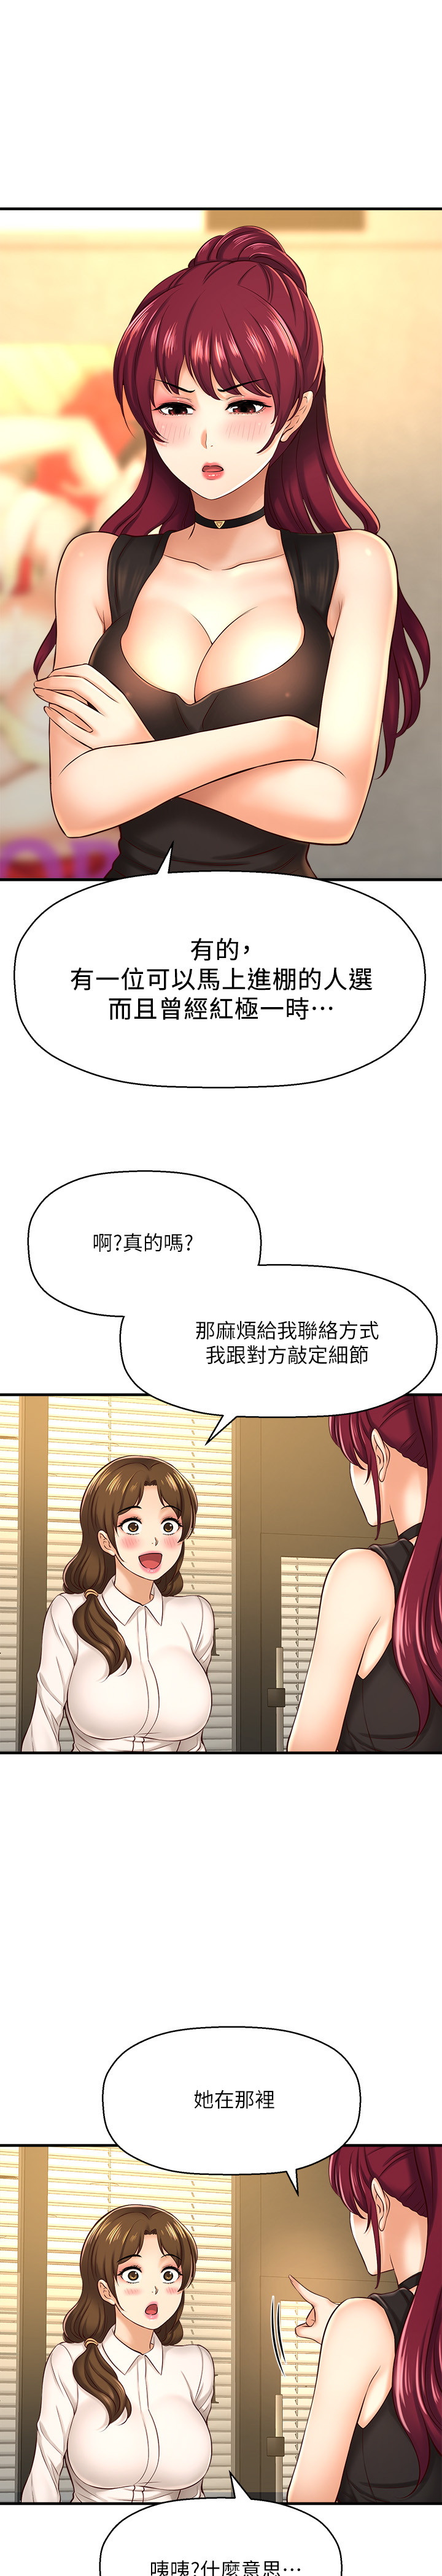 有的，
有一位可以馬上進棚的人選
而且曾經紅極一時⋯
啊?真的嗎?
那麻煩給我聯絡方式
我跟對方敲定細節
她在那裡
咦咦?什麼意思⋯